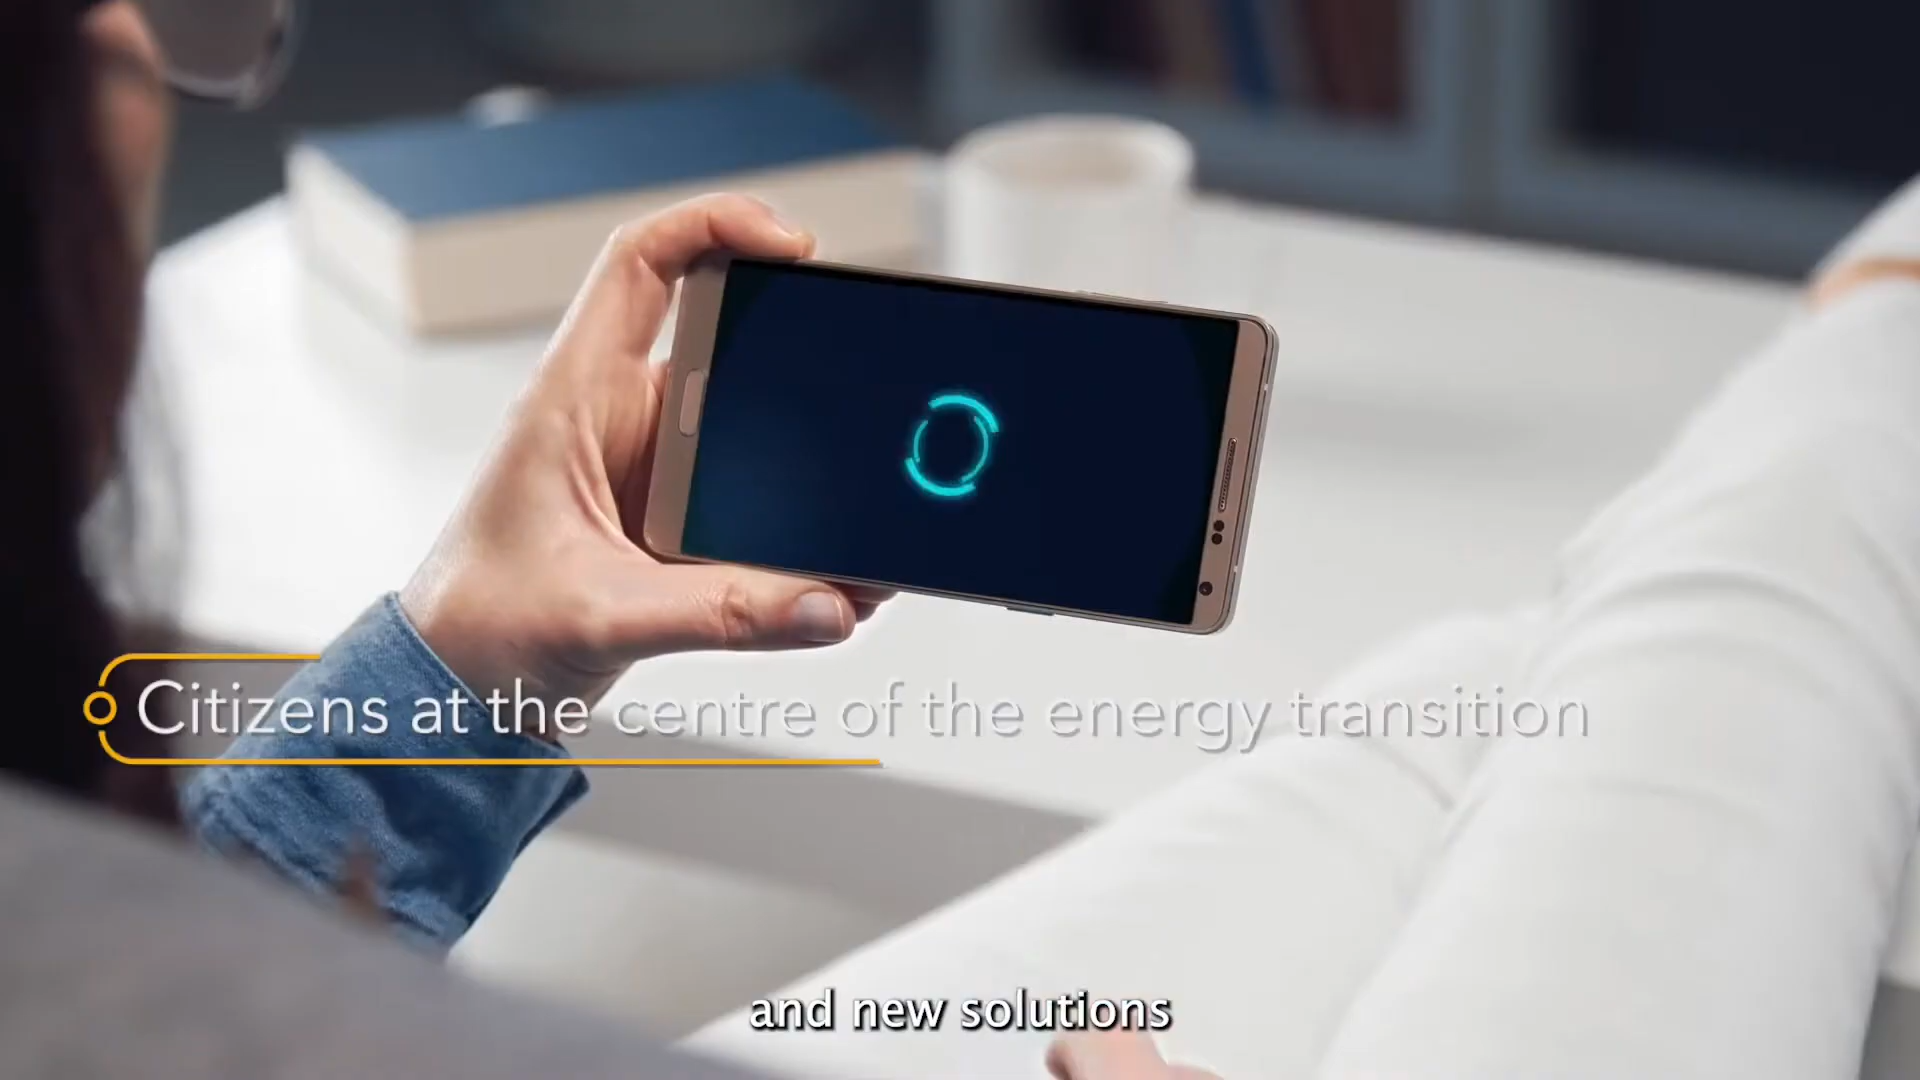 Citizens at the centre of the energy transition
and new solutions